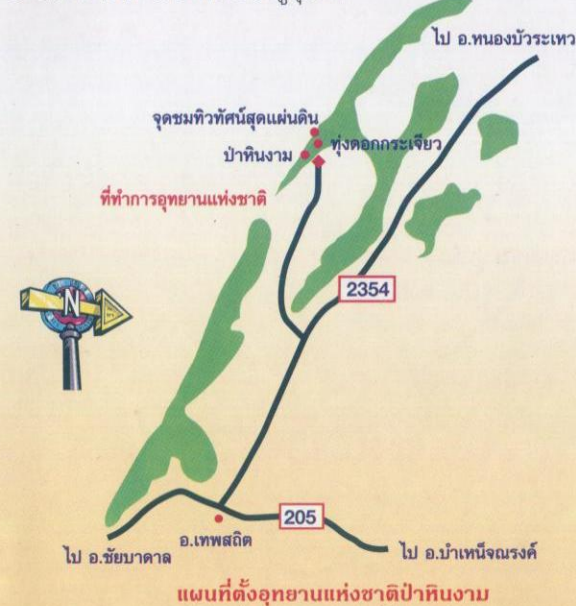 ไป อ.หนองบัวระเหว
จุดชมทิวทัศน์สุดแผ่นดิน
ทุ่งดอกกระเจียว
ป่าหินงาม
ที่ทำการอุทยานแห่งชาติ
N
2354
205
อ.เทพสถิต
ไป อ.ชัยบาดาล
ไป อ.บำเหน็จณรงค์
แผนที่ตั้งอุทยานแห่งชาติป่าหินงาม